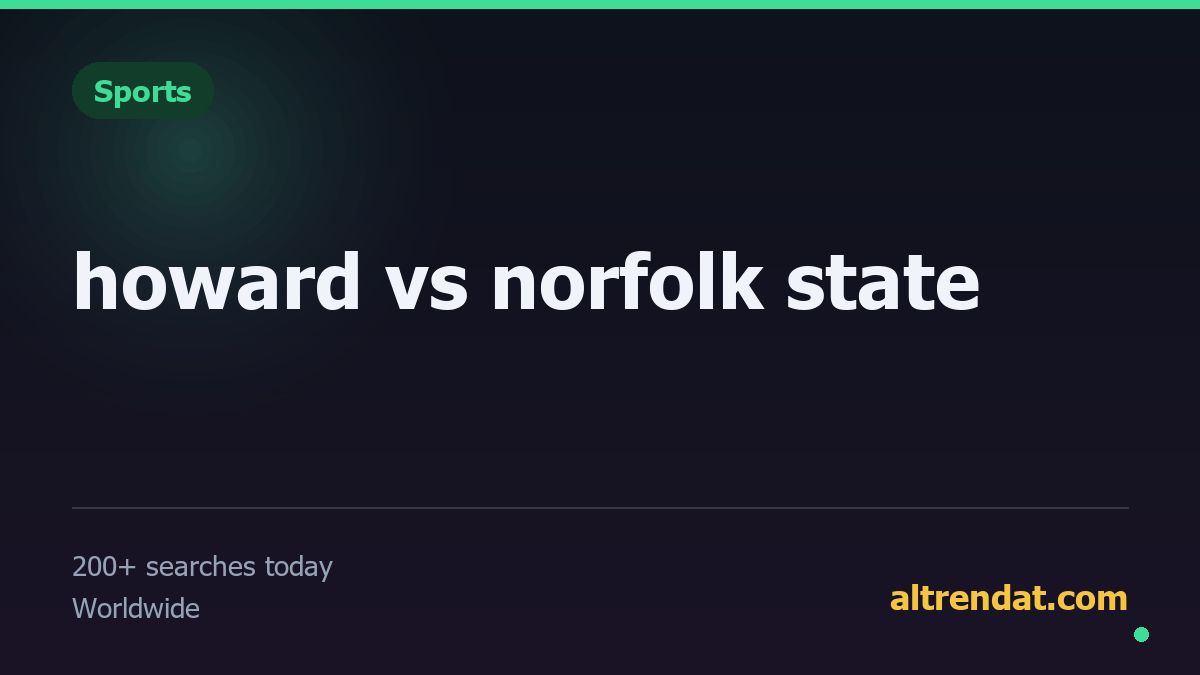 Sports
howard vs norfolk state
200+ searches today
Worldwide
altrendat.com